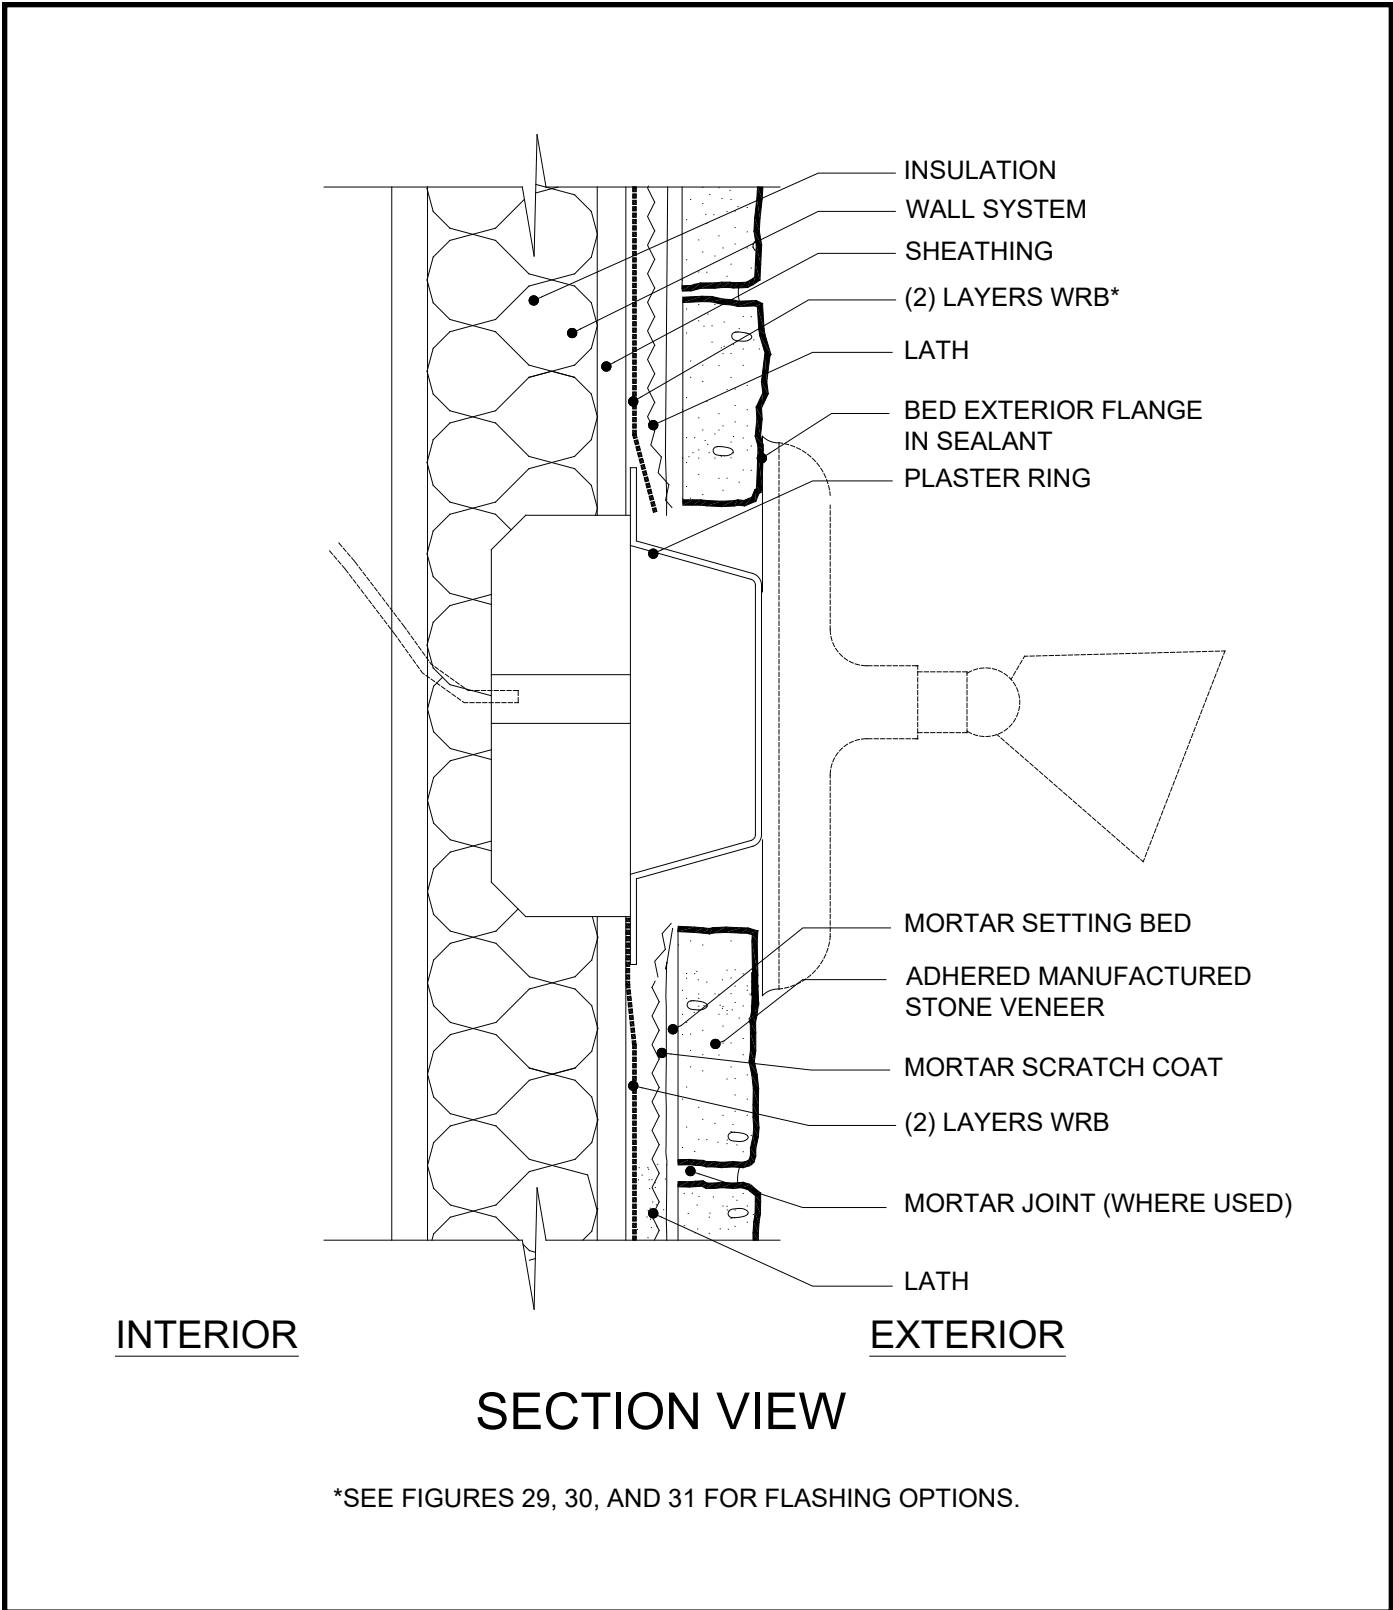 INSULATION
WALL SYSTEM
SHEATHING
(2) LAYERS WRB*
LATH
BED EXTERIOR FLANGE
IN SEALANT
PLASTER RING
MORTAR SETTING BED
ADHERED MANUFACTURED
STONE VENEER
MORTAR SCRATCH COAT
(2) LAYERS WRB
MORTAR JOINT (WHERE USED)
LATH
INTERIOR
EXTERIOR
SECTION VIEW
*SEE FIGURES 29, 30, AND 31 FOR FLASHING OPTIONS.